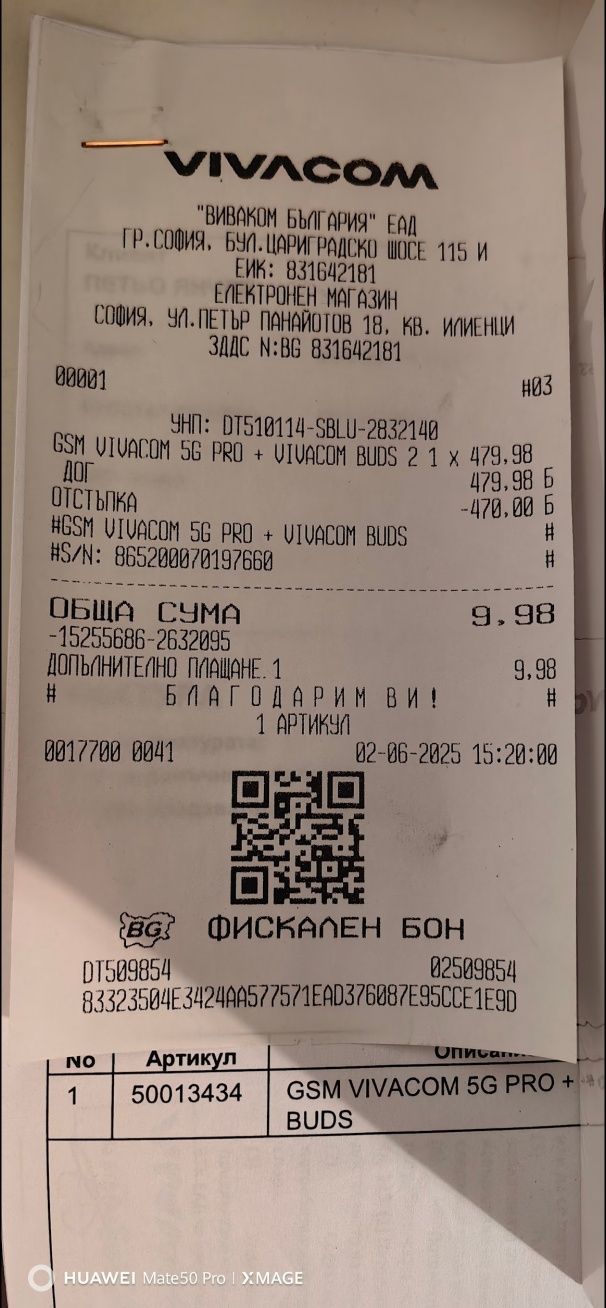 VIVACOM
"ВИВАКОМ БЪЛГАРИЯ" ЕАД
ГР.СОФИЯ, БУЛ.ЦАРИГРАДСКО ШОСЕ 115 И
ЕИК: 831642181
ЕЛЕКТРОНЕН МАГАЗИН
СОФИЯ, УЛ.ПЕТЪР ПАНАЙОТОВ 18, КВ. ИЛИЕНЦИ
ЗДДС N:BG 831642181
00001 #03
УНП: DT510114-SBLU-2832140
GSM VIVACOM 5G PRO + VIVACOM BUDS 2 1 x 479,98
ДОГ 479,98 Б
ОТСТЪПКА -470,00 Б
#GSM VIVACOM 5G PRO + VIVACOM BUDS #
#S/N: 865200070197660 #
ОБЩА СУМА 9,98
-15255686-2632095
ДОПЪЛНИТЕЛНО ПЛАЩАНЕ.1 9,98
# БЛАГОДАРИМ ВИ! #
1 АРТИКУЛ
0017700 0041 02-06-2025 15:20:00
BG ФИСКАЛЕН БОН
DT509854 02509854
83323504E3424AA577571EAD376087E95CCE1E9D
No Артикул
1 50013434 GSM VIVACOM 5G PRO +
BUDS
HUAWEI Mate50 Pro | XMAGE